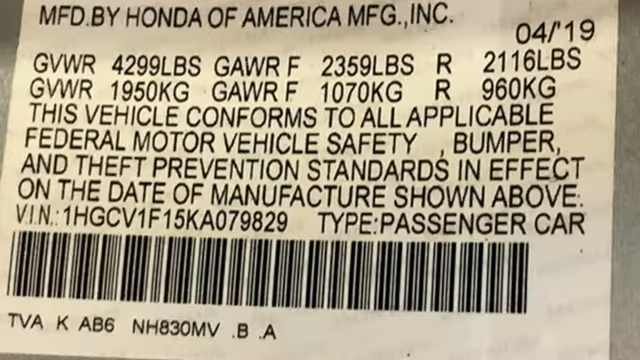 MFD.BY HONDA OF AMERICA MFG.,INC.
04/'19
GVWR 4299LBS GAWR F 2359LBS R 2116LBS
GVWR 1950KG GAWR F 1070KG R 960KG
THIS VEHICLE CONFORMS TO ALL APPLICABLE
FEDERAL MOTOR VEHICLE SAFETY , BUMPER,
AND THEFT PREVENTION STANDARDS IN EFFECT
ON THE DATE OF MANUFACTURE SHOWN ABOVE.
V.I.N.:1HGCV1F15KA079829 TYPE:PASSENGER CAR
TVA K AB6 NH830MV .B .A